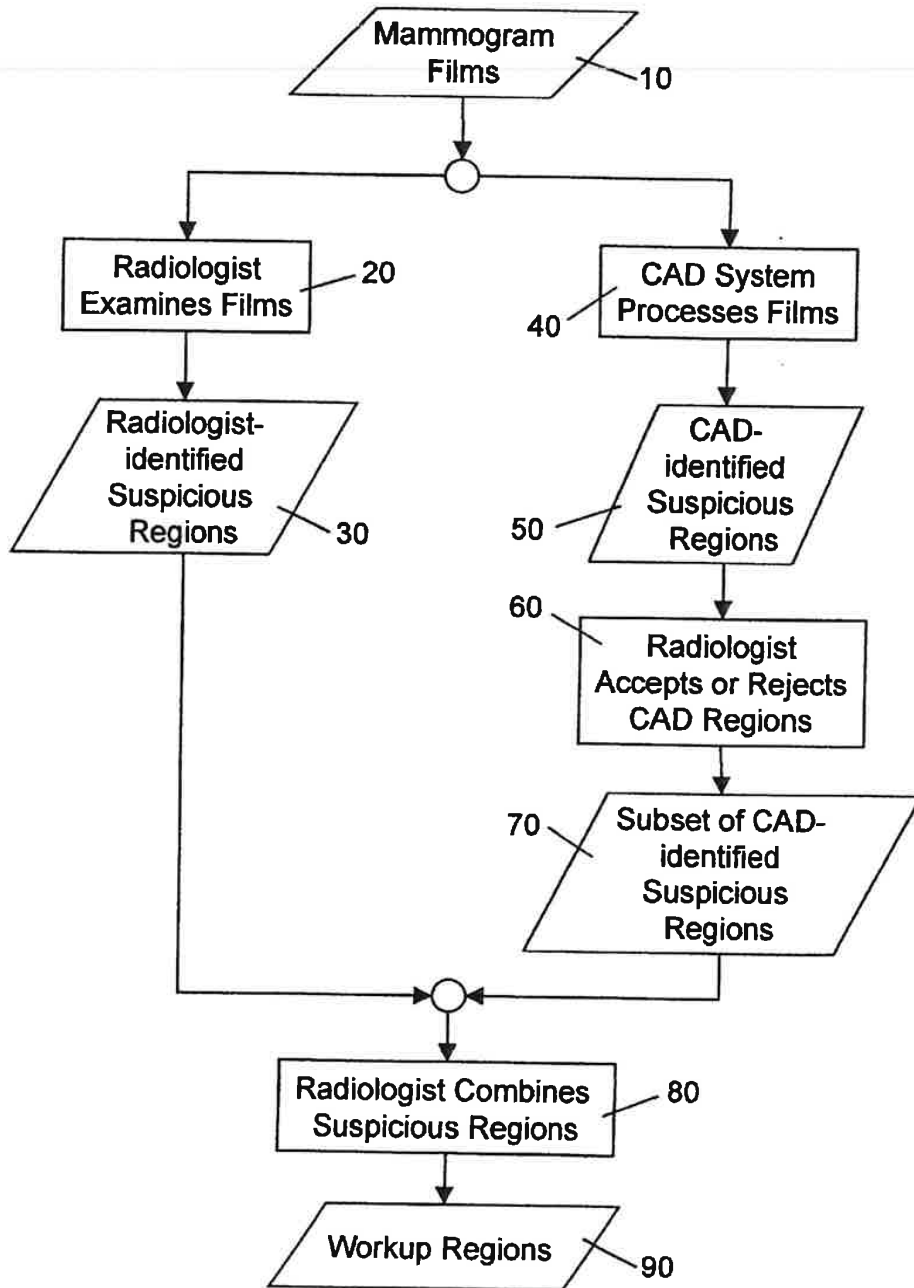 Mammogram
Films
10
Radiologist
Examines Films
20
CAD System
Processes Films
40
Radiologist-
identified
Suspicious
Regions
30
CAD-
identified
Suspicious
Regions
50
60
Radiologist
Accepts or Rejects
CAD Regions
70
Subset of CAD-
identified
Suspicious
Regions
Radiologist Combines
Suspicious Regions
80
Workup Regions
90